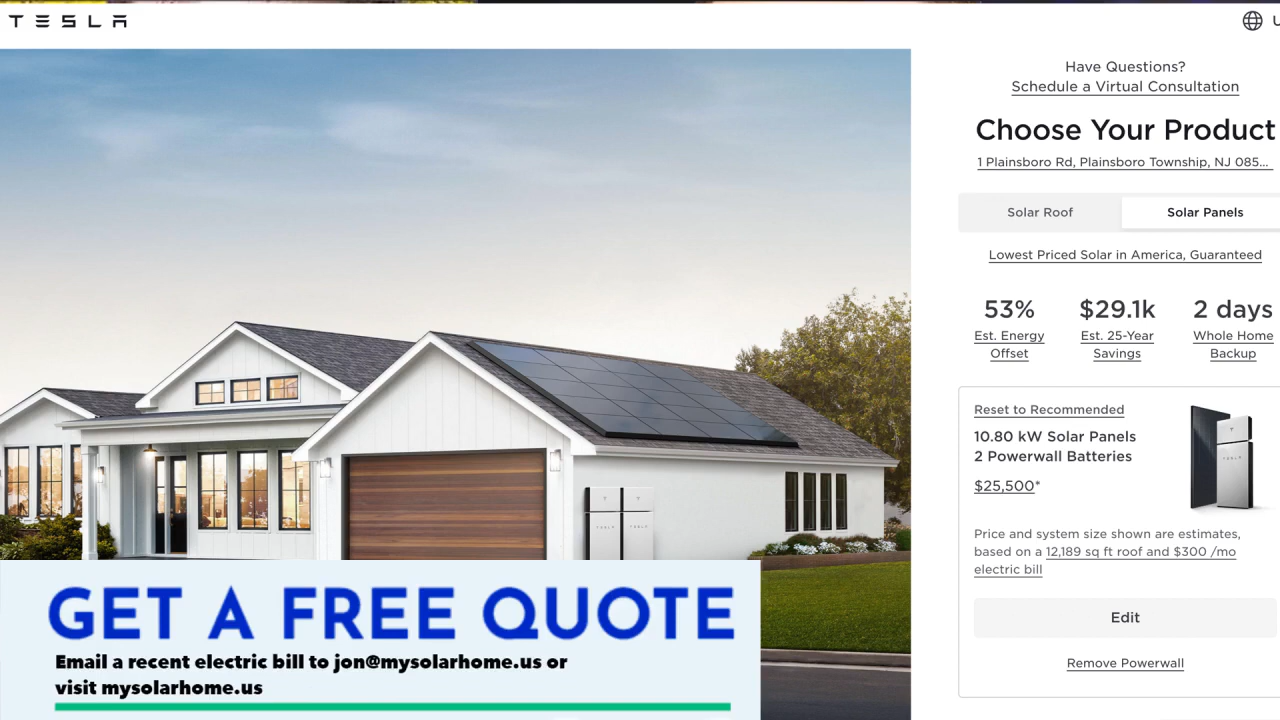 TESLA
U
Have Questions?
Schedule a Virtual Consultation
Choose Your Product
1 Plainsboro Rd, Plainsboro Township, NJ 085...
Solar Roof
Solar Panels
Lowest Priced Solar in America, Guaranteed
53%
Est. Energy
Offset
$29.1k
Est. 25-Year
Savings
2 days
Whole Home
Backup
Reset to Recommended
10.80 kW Solar Panels
2 Powerwall Batteries
$25,500*
Price and system size shown are estimates,
based on a 12,189 sq ft roof and $300 /mo
electric bill
Edit
Remove Powerwall
GET A FREE QUOTE
Email a recent electric bill to jon@mysolarhome.us or
visit mysolarhome.us
TESLA
TESLA
TESLA